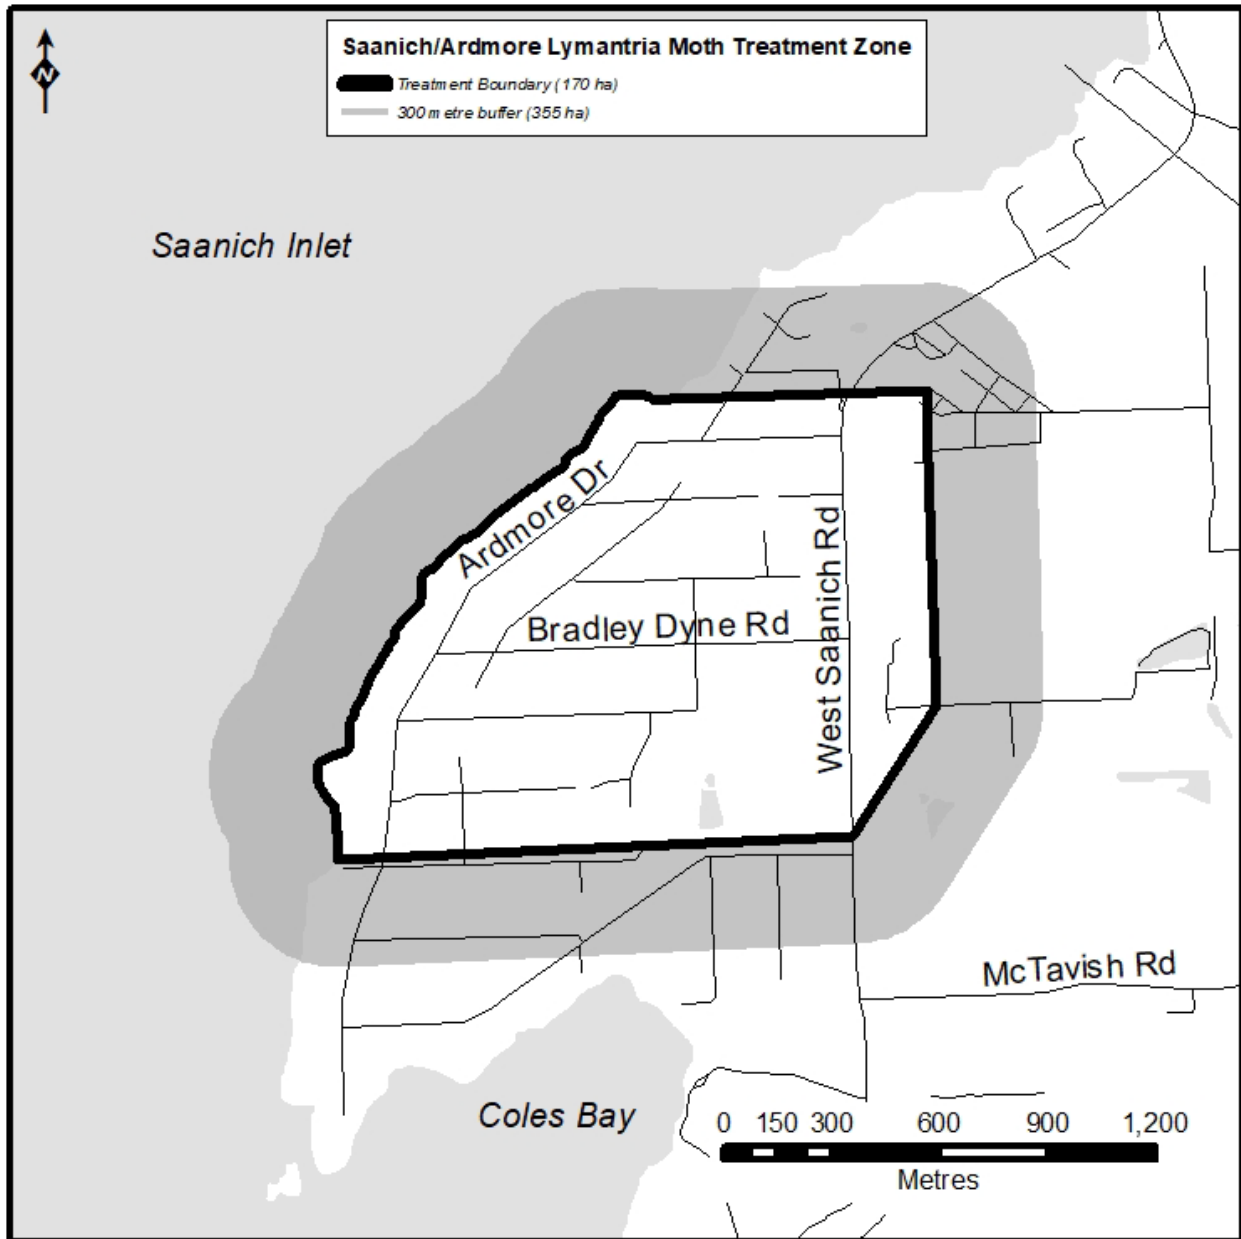 Saanich/Ardmore Lymantria Moth Treatment Zone
Treatment Boundary (170 ha)
300 metre buffer (355 ha)
N
Saanich Inlet
Ardmore Dr
West Saanich Rd
Bradley Dyne Rd
McTavish Rd
Coles Bay
0 150 300 600 900 1,200
Metres